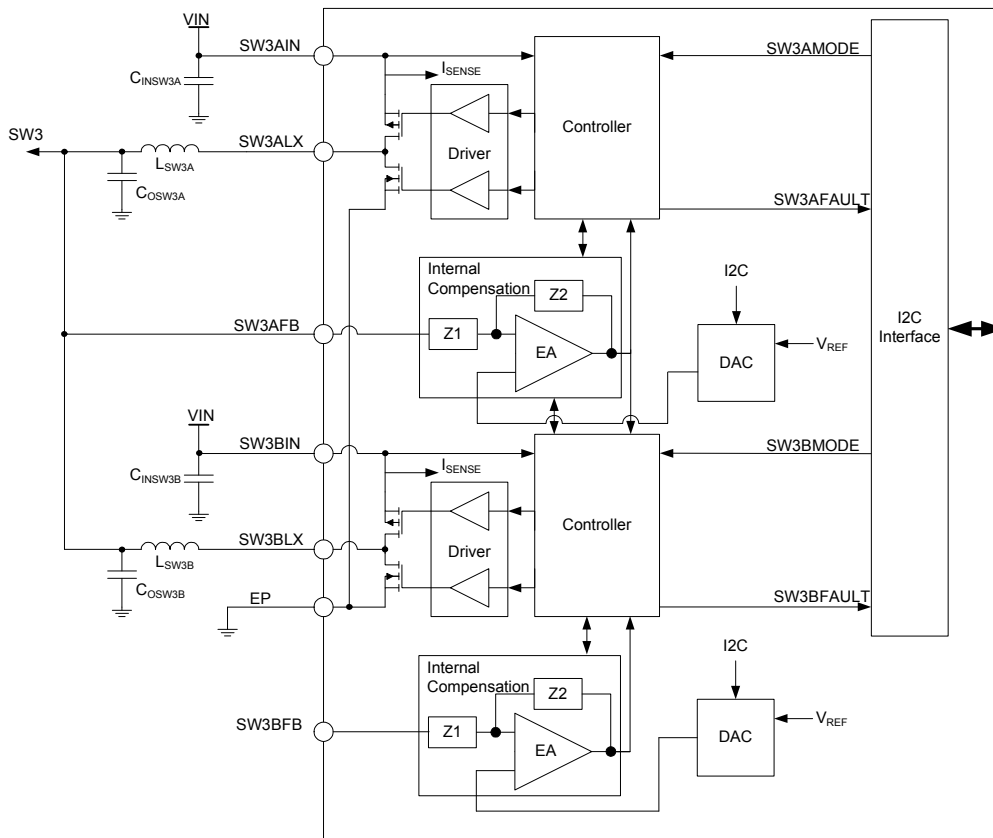 VIN
SW3AIN
C_INSW3A
I_SENSE
SW3AMODE
Controller
SW3
SW3ALX
L_SW3A
Driver
C_OSW3A
SW3AFAULT
Internal
Compensation
Z2
I2C
SW3AFB
Z1
EA
V_REF
DAC
I2C
Interface
VIN
SW3BIN
C_INSW3B
I_SENSE
SW3BMODE
Controller
SW3BLX
L_SW3B
Driver
C_OSW3B
EP
SW3BFAULT
Internal
Compensation
Z2
I2C
SW3BFB
Z1
EA
V_REF
DAC